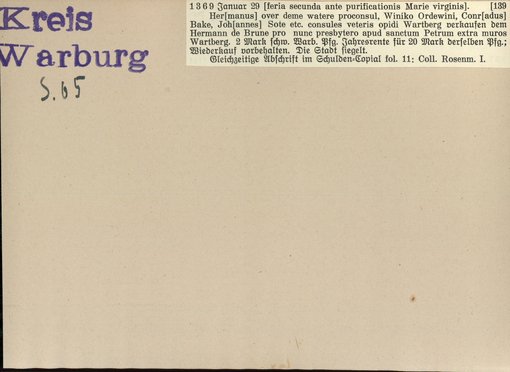 Kreis
Warburg
S. 65
1369 Januar 29 [feria secunda ante purificationis Marie virginis]. [139
Her[manus] over deme watere proconsul, Winiko Ordewini, Conr[adus]
Bake, Joh[annes] Sote etc. consules veteris opidi Wartberg verkaufen dem
Hermann de Brune pro nunc presbytero apud sanctum Petrum extra muros
Wartberg. 2 Mark schw. Warb. Pfg. Jahresrente für 20 Mark derselben Pfg.;
Wiederkauf vorbehalten. Die Stadt siegelt.
Gleichzeitige Abschrift im Schulden-Copial fol. 11; Coll. Rosenm. I.